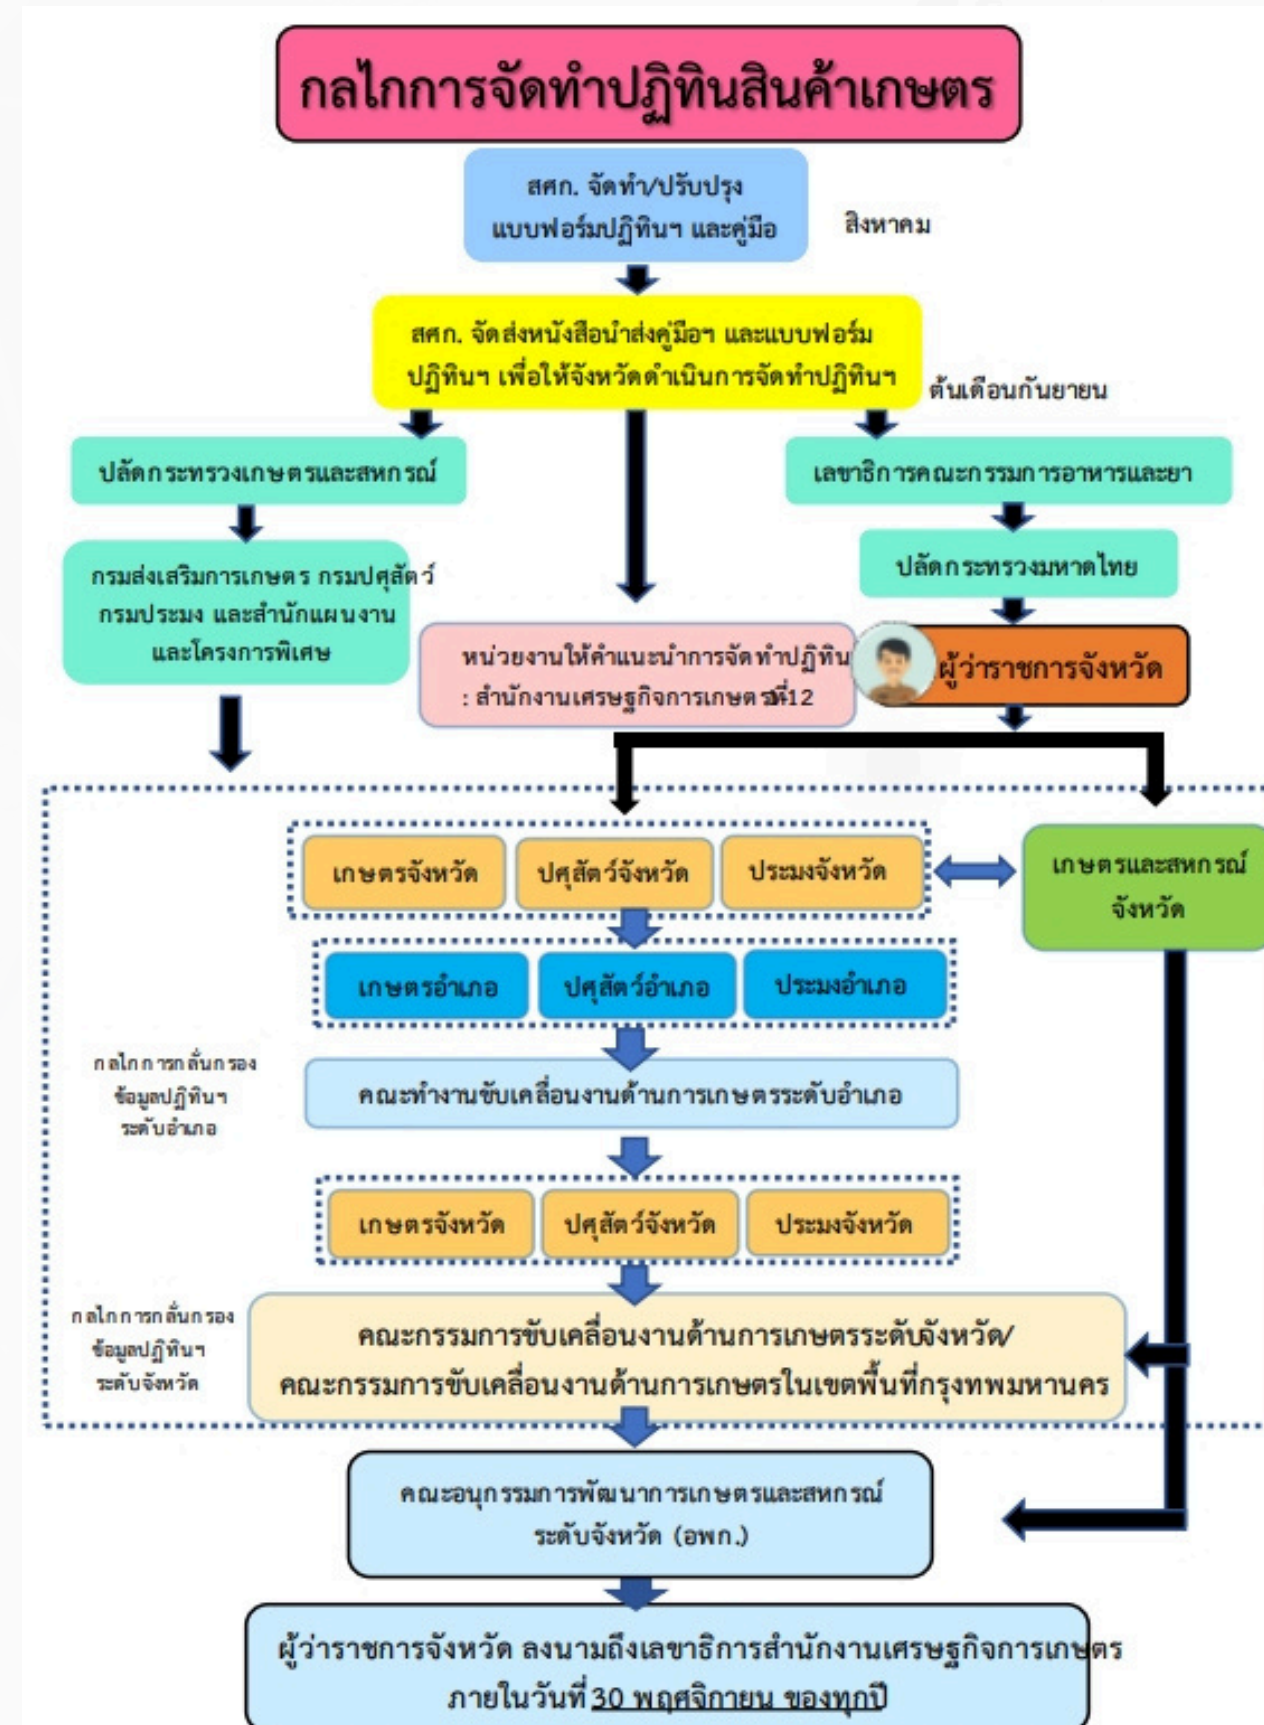 กลไกการจัดทำปฏิทินสินค้าเกษตร
สศก. จัดทำ/ปรับปรุง
แบบฟอร์มปฏิทินฯ และคู่มือ
สิงหาคม
สศก. จัดส่งหนังสือนำส่งคู่มือฯ และแบบฟอร์ม
ปฏิทินฯ เพื่อให้จังหวัดดำเนินการจัดทำปฏิทินฯ
ต้นเดือนกันยายน
ปลัดกระทรวงเกษตรและสหกรณ์
เลขาธิการคณะกรรมการอาหารและยา
กรมส่งเสริมการเกษตร กรมปศุสัตว์
กรมประมง และสำนักแผนงาน
และโครงการพิเศษ
ปลัดกระทรวงมหาดไทย
หน่วยงานให้คำแนะนำการจัดทำปฏิทิน
: สำนักงานเศรษฐกิจการเกษตรที่ 12
ผู้ว่าราชการจังหวัด
เกษตรจังหวัด
ปศุสัตว์จังหวัด
ประมงจังหวัด
เกษตรและสหกรณ์
จังหวัด
เกษตรอำเภอ
ปศุสัตว์อำเภอ
ประมงอำเภอ
กลไกการกลั่นกรอง
ข้อมูลปฏิทินฯ
ระดับอำเภอ
คณะทำงานขับเคลื่อนงานด้านการเกษตรระดับอำเภอ
เกษตรจังหวัด
ปศุสัตว์จังหวัด
ประมงจังหวัด
กลไกการกลั่นกรอง
ข้อมูลปฏิทินฯ
ระดับจังหวัด
คณะกรรมการขับเคลื่อนงานด้านการเกษตรระดับจังหวัด/
คณะกรรมการขับเคลื่อนงานด้านการเกษตรในเขตพื้นที่กรุงเทพมหานคร
คณะอนุกรรมการพัฒนาการเกษตรและสหกรณ์
ระดับจังหวัด (อพก.)
ผู้ว่าราชการจังหวัด ลงนามถึงเลขาธิการสำนักงานเศรษฐกิจการเกษตร
ภายในวันที่ 30 พฤศจิกายน ของทุกปี